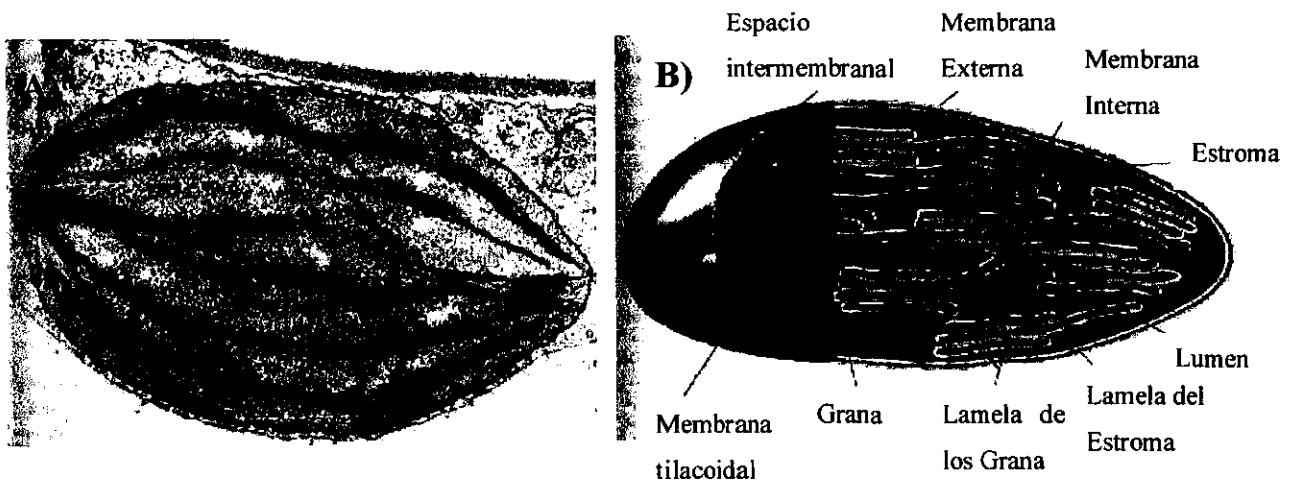 A)
Espacio
intermembranal
Membrana
Externa
B)
Membrana
Interna
Estroma
Lumen
Lamela del
Estroma
Lamela de
los Grana
Grana
Membrana
tilacoidal